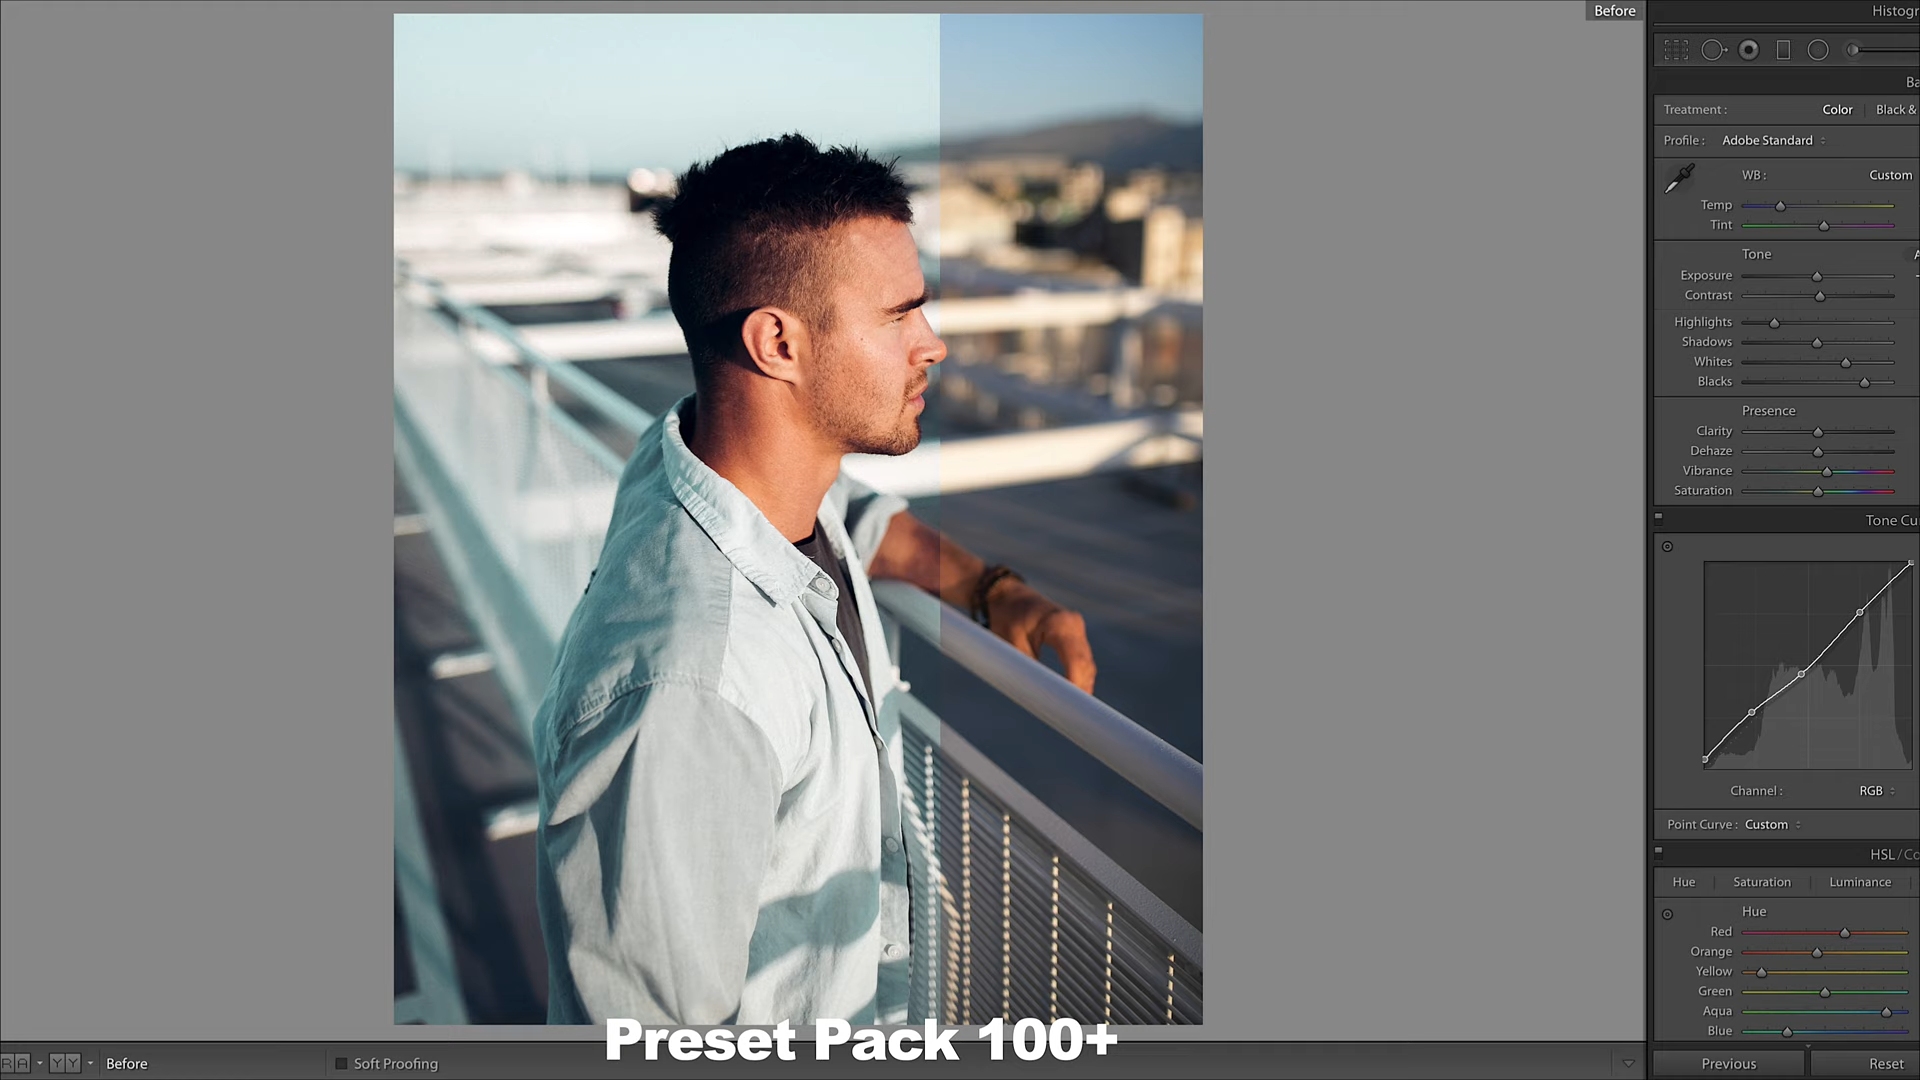 Before
Histogr
Ba
Treatment :
Color
Black &
Profile :
Adobe Standard
WB :
Custom
Temp
Tint
Tone
A
Exposure
Contrast
Highlights
Shadows
Whites
Blacks
Presence
Clarity
Dehaze
Vibrance
Saturation
Tone Cu
Channel :
RGB
Point Curve :
Custom
HSL / Co
Hue
Saturation
Luminance
Hue
Red
Orange
Yellow
Green
Aqua
Blue
Preset Pack 100+
R A
Y Y
Before
Soft Proofing
Previous
Reset